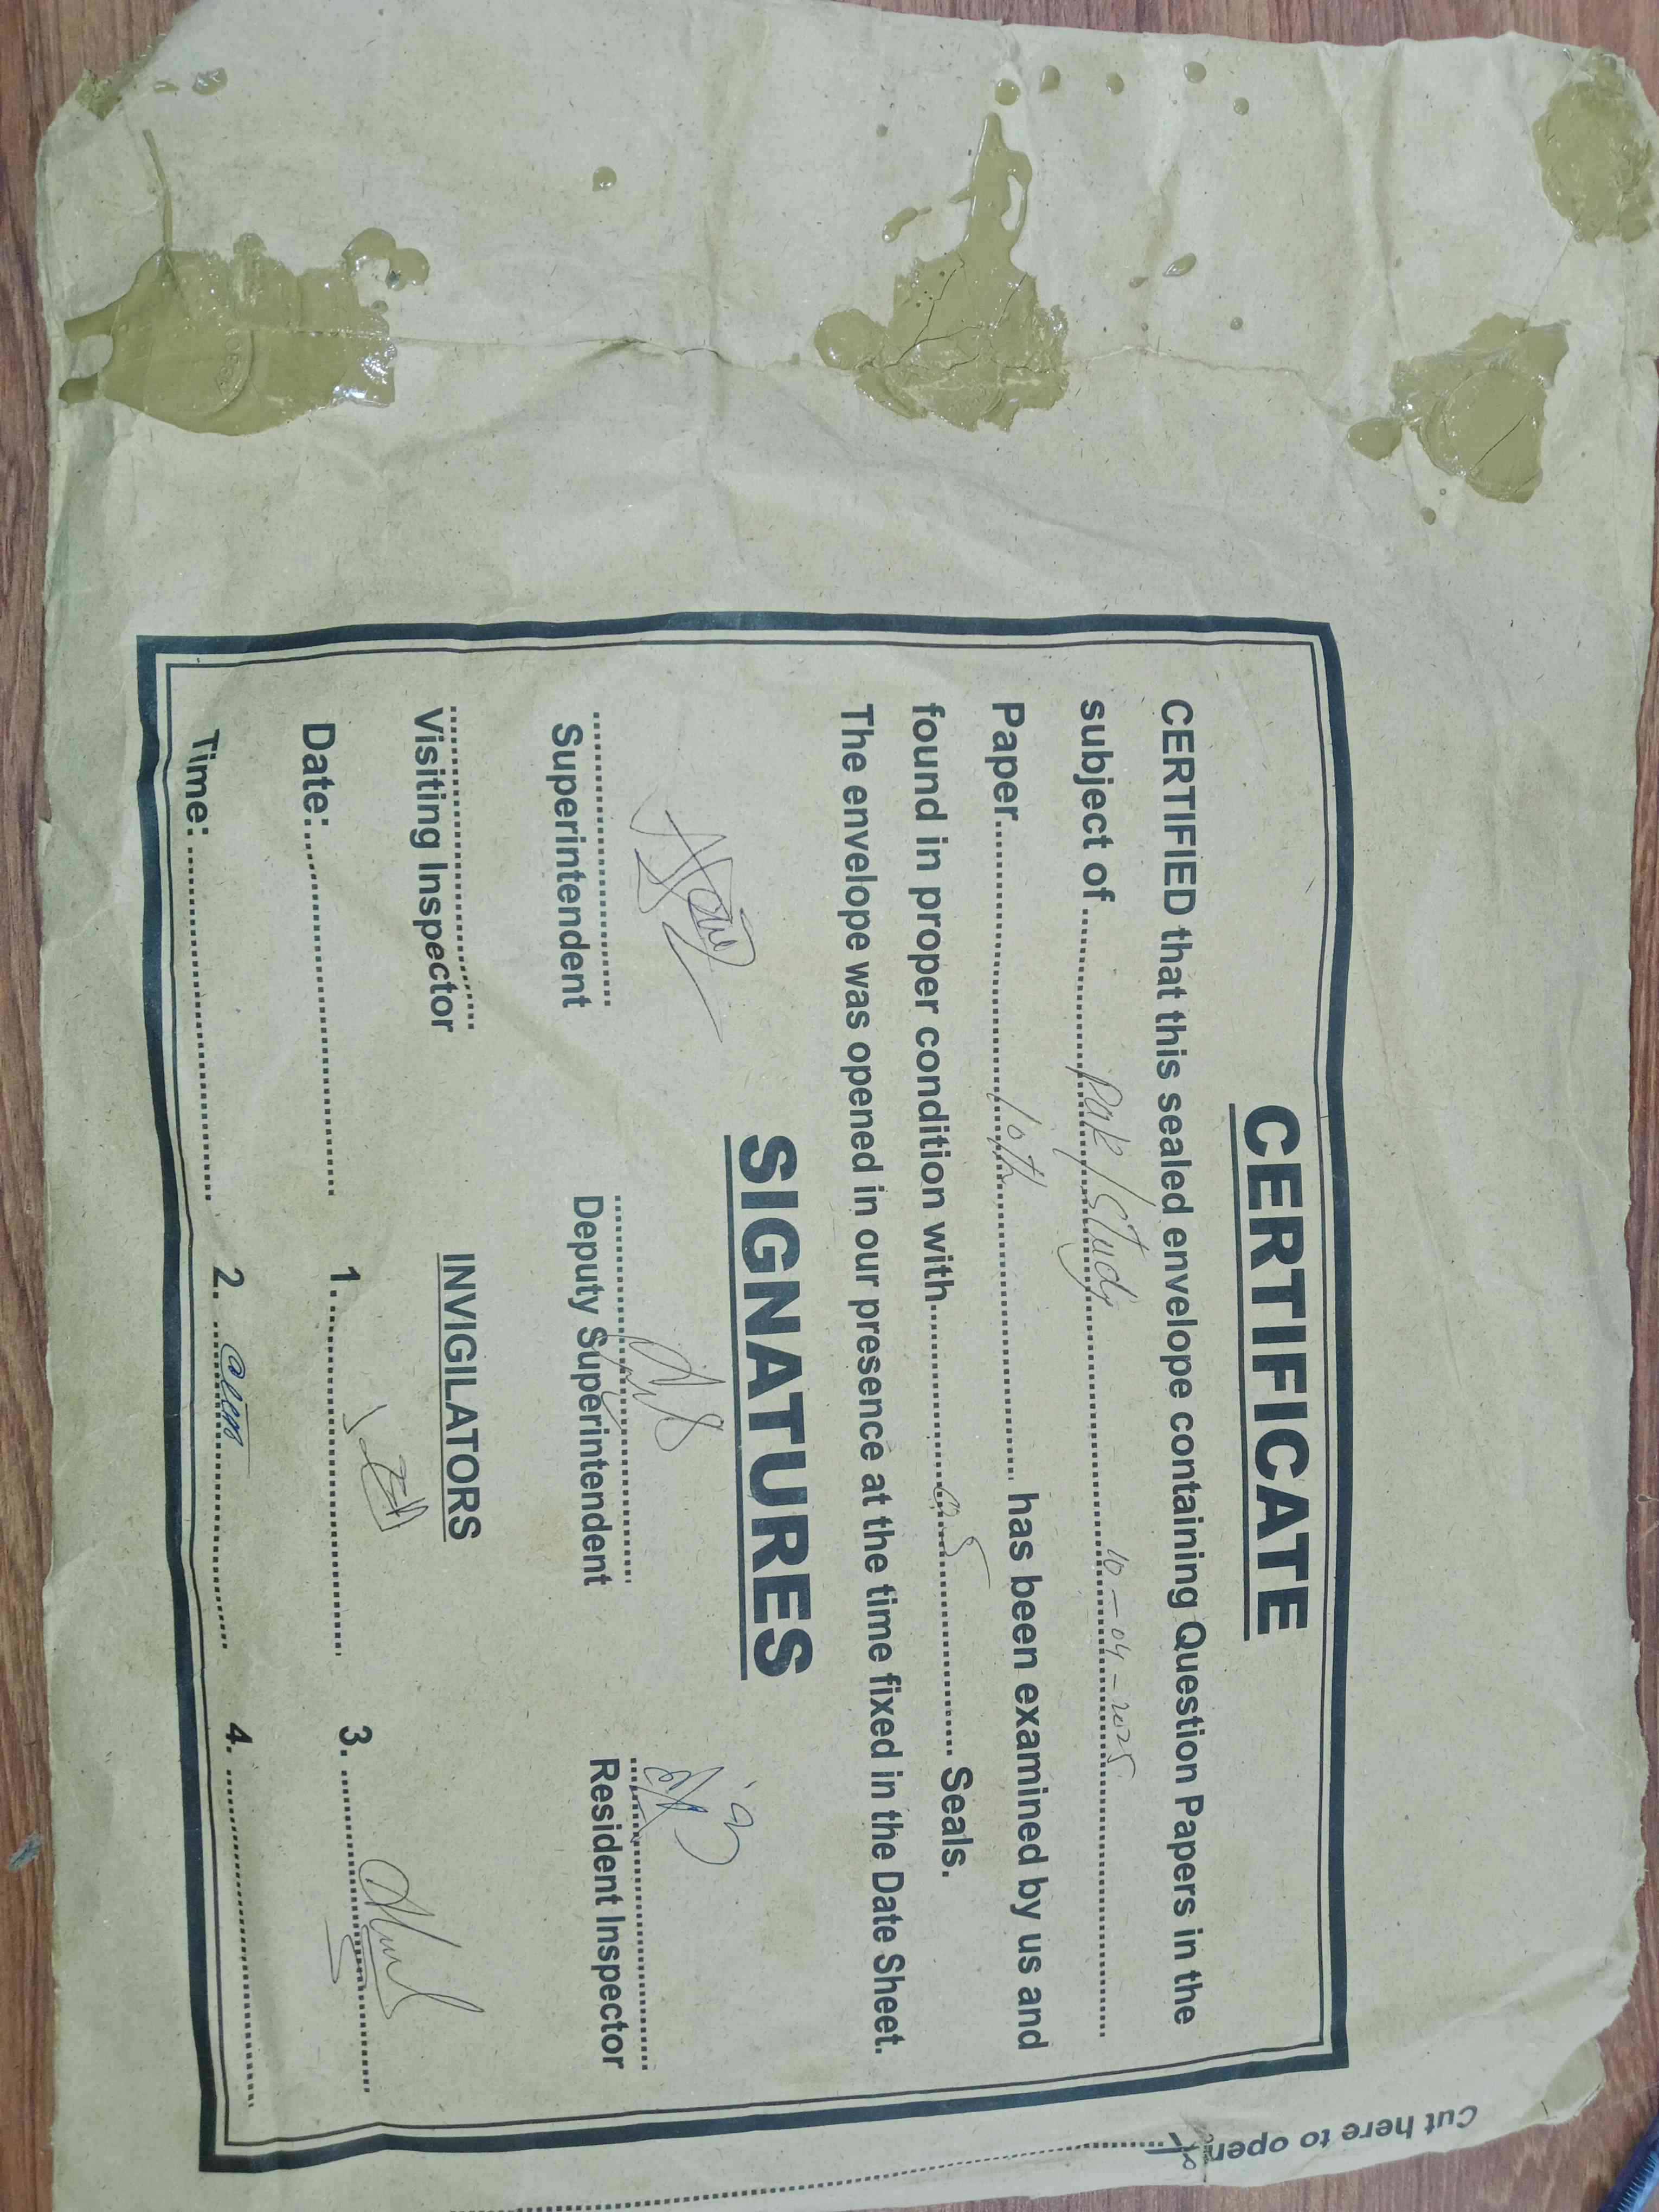 CERTIFICATE
CERTIFIED that this sealed envelope containing Question Papers in the
subject of ........ Pak/Study ........ 10-04-2025 ........
Paper........ 10th ........ has been examined by us and
found in proper condition with........ ........ Seals.
The envelope was opened in our presence at the time fixed in the Date Sheet.
SIGNATURES
Superintendent Deputy Superintendent Resident Inspector
Visiting Inspector INVIGILATORS
Date:........ 1. ........ 3. ........
Time: ........ 2. ........ 4. ........
Cut here to open